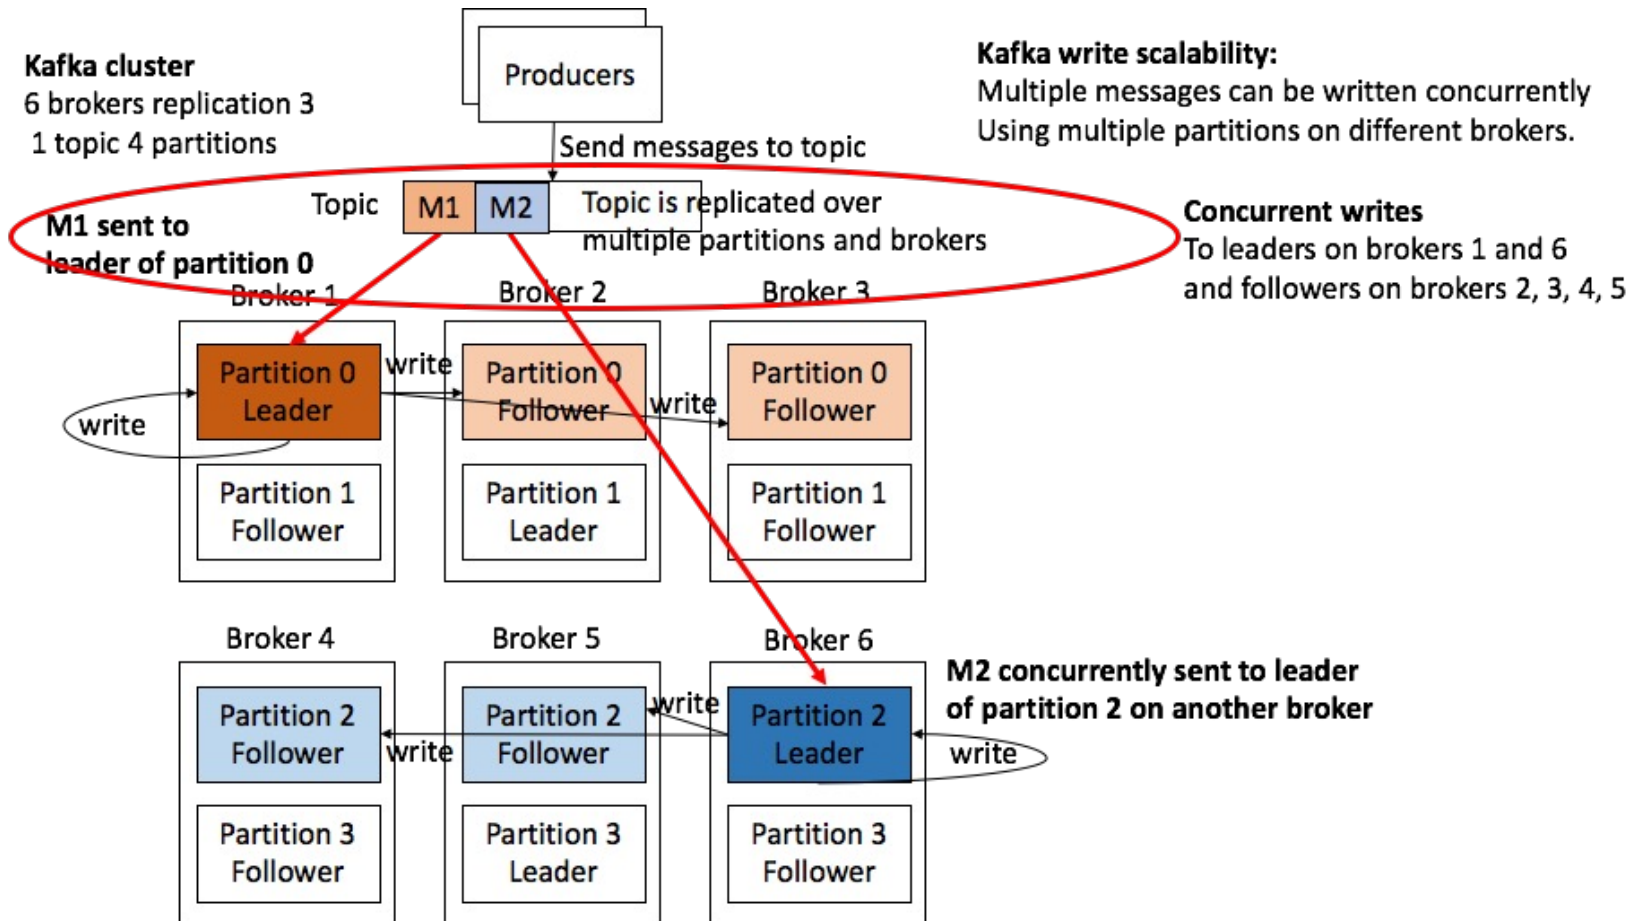 Kafka cluster
6 brokers replication 3
1 topic 4 partitions
Producers
Kafka write scalability:
Multiple messages can be written concurrently
Using multiple partitions on different brokers.
Send messages to topic
Topic
M1
M2
Topic is replicated over
multiple partitions and brokers
M1 sent to
leader of partition 0
Concurrent writes
To leaders on brokers 1 and 6
and followers on brokers 2, 3, 4, 5
Broker 1
Broker 2
Broker 3
Partition 0
Leader
write
write
Partition 0
Follower
write
Partition 0
Follower
Partition 1
Follower
Partition 1
Leader
Partition 1
Follower
Broker 4
Broker 5
Broker 6
Partition 2
Follower
write
Partition 2
Follower
write
Partition 2
Leader
write
M2 concurrently sent to leader
of partition 2 on another broker
Partition 3
Follower
Partition 3
Leader
Partition 3
Follower